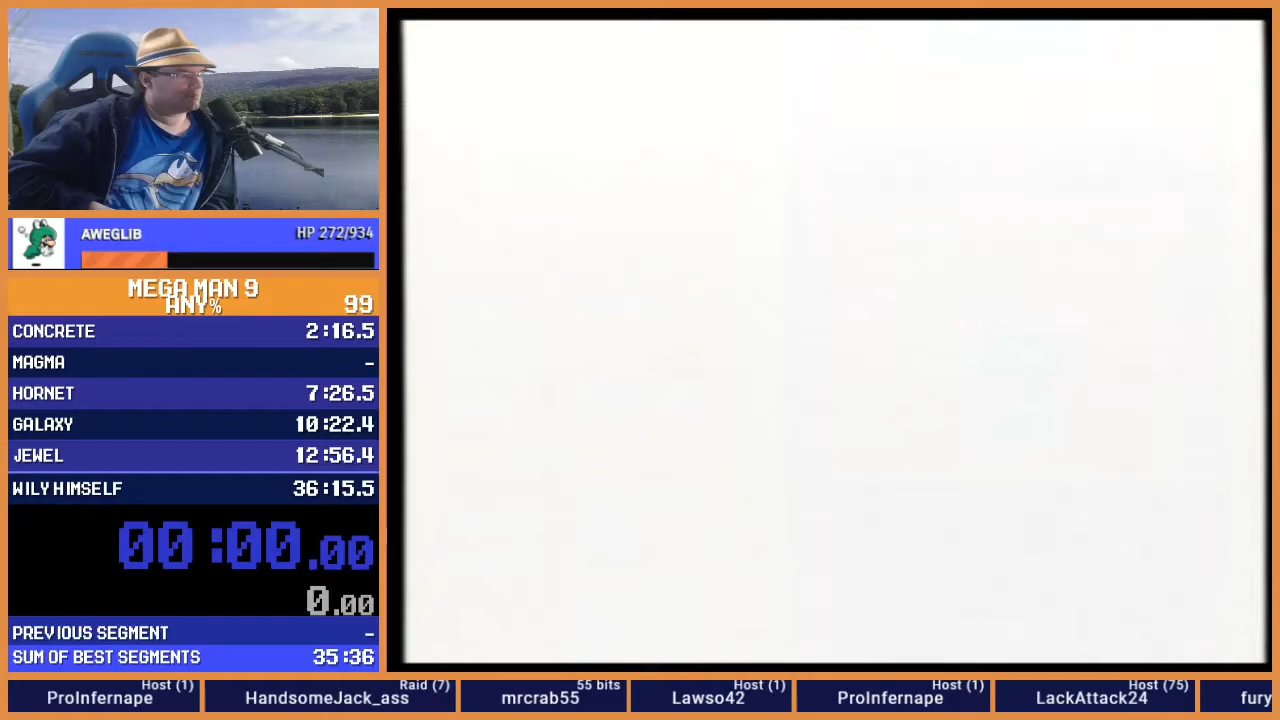 AWEGLIB HP 272/934
MEGA MAN 9
ANY% 99
CONCRETE 2:16.5
MAGMA -
HORNET 7:26.5
GALAXY 10:22.4
JEWEL 12:56.4
WILY HIMSELF 36:15.5
00:00.00
0.00
PREVIOUS SEGMENT -
SUM OF BEST SEGMENTS 35:36
Host (1) Raid (7) 55 bits Host (1) Host (1) Host (75)
ProInfernape HandsomeJack_ass mrcrab55 Lawso42 ProInfernape LackAttack24 fury